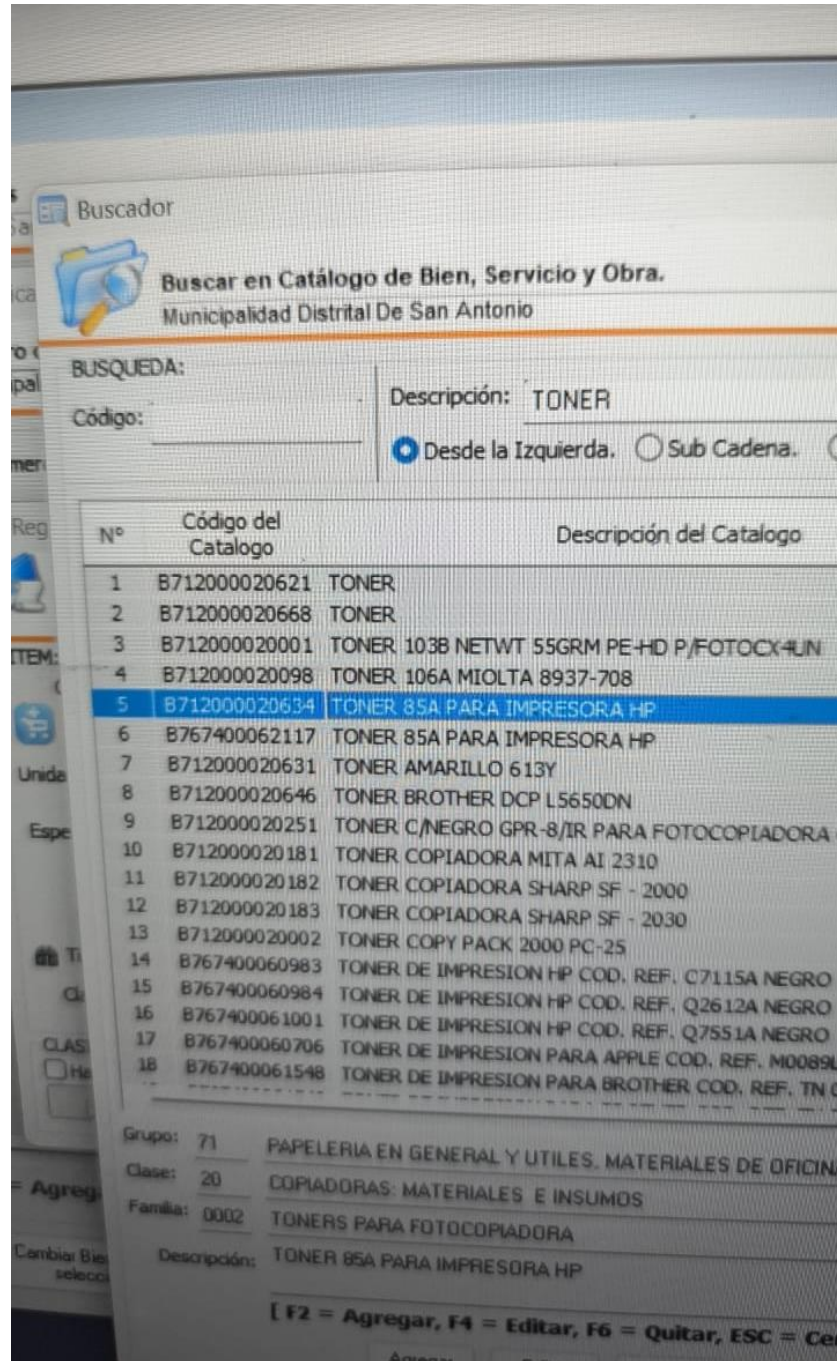 Buscador
Buscar en Catálogo de Bien, Servicio y Obra.
Municipalidad Distrital De San Antonio
BUSQUEDA:
Código:
Descripción: TONER
Desde la Izquierda. Sub Cadena.
Nº Código del Catalogo Descripción del Catalogo
1 B712000020621 TONER
2 B712000020668 TONER
3 B712000020001 TONER 103B NETWT 55GRM PE-HD P/FOTOCX4UN
4 B712000020098 TONER 106A MIOLTA 8937-708
5 B712000020634 TONER 85A PARA IMPRESORA HP
6 B767400062117 TONER 85A PARA IMPRESORA HP
7 B712000020631 TONER AMARILLO 613Y
8 B712000020646 TONER BROTHER DCP L5650DN
9 B712000020251 TONER C/NEGRO GPR-8/IR PARA FOTOCOPIADORA
10 B712000020181 TONER COPIADORA MITA AI 2310
11 B712000020182 TONER COPIADORA SHARP SF - 2000
12 B712000020183 TONER COPIADORA SHARP SF - 2030
13 B712000020002 TONER COPY PACK 2000 PC-25
14 B767400060983 TONER DE IMPRESION HP COD. REF. C7115A NEGRO
15 B767400060984 TONER DE IMPRESION HP COD. REF. Q2612A NEGRO
16 B767400061001 TONER DE IMPRESION HP COD. REF. Q7551A NEGRO
17 B767400060706 TONER DE IMPRESION PARA APPLE COD. REF. M0089L
18 B767400061548 TONER DE IMPRESION PARA BROTHER COD. REF. TN
Grupo: 71 PAPELERIA EN GENERAL Y UTILES. MATERIALES DE OFICINA
Clase: 20 COPIADORAS: MATERIALES E INSUMOS
Familia: 0002 TONERS PARA FOTOCOPIADORA
Descripción: TONER 85A PARA IMPRESORA HP
[ F2 = Agregar, F4 = Editar, F6 = Quitar, ESC = Ce
Reg
ITEM:
Unida
Espe
Ti
CLAS
= Agreg
Cambiar Bie
selecci